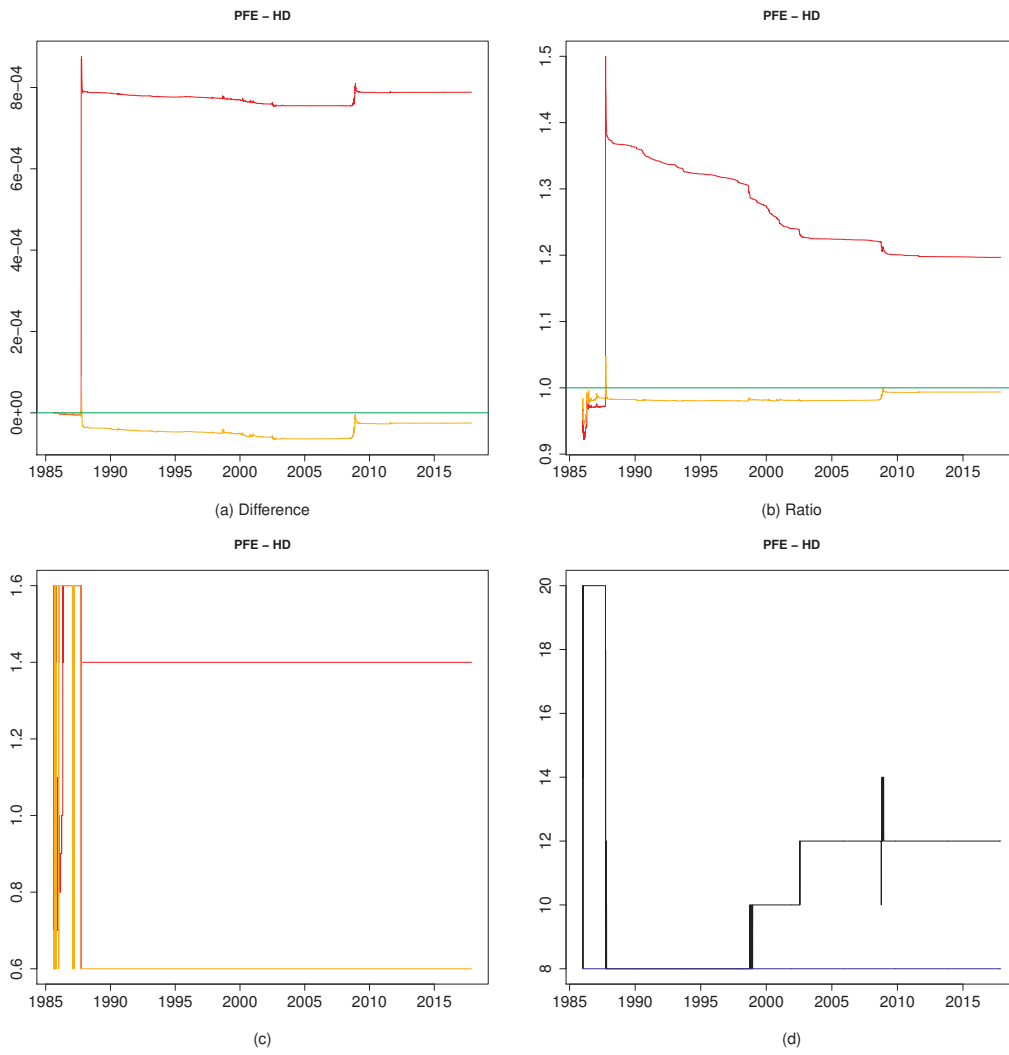 PFE − HD
PFE − HD
8e−04
6e−04
4e−04
2e−04
0e+00
1985 1990 1995 2000 2005 2010 2015
(a) Difference
1.5
1.4
1.3
1.2
1.1
1.0
0.9
1985 1990 1995 2000 2005 2010 2015
(b) Ratio
PFE − HD
PFE − HD
1.6
1.4
1.2
1.0
0.8
0.6
1985 1990 1995 2000 2005 2010 2015
(c)
20
18
16
14
12
10
8
1985 1990 1995 2000 2005 2010 2015
(d)